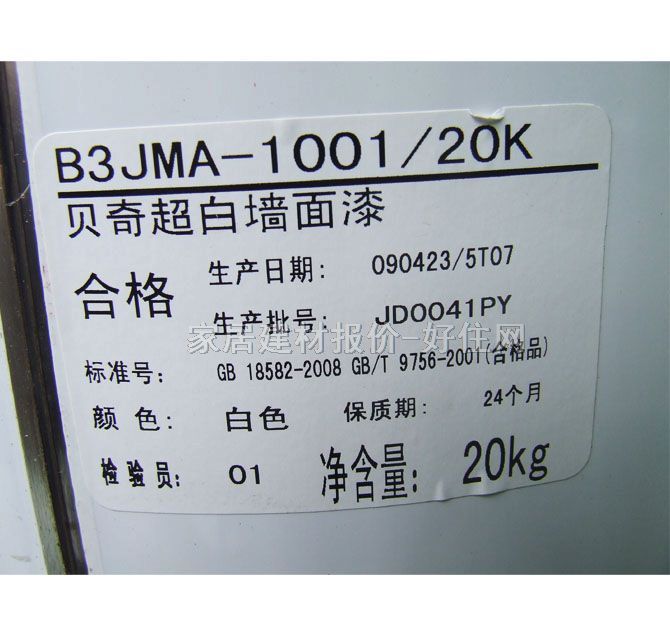 B3JMA-1001/20K
贝奇超白墙面漆
合格 生产日期: 090423/5T07
生产批号: JD0041PY
家居建材报价-好住网
标准号: GB 18582-2008 GB/T 9756-2001(合格品)
颜 色: 白色 保质期: 24个月
检验员: 01 净含量: 20kg